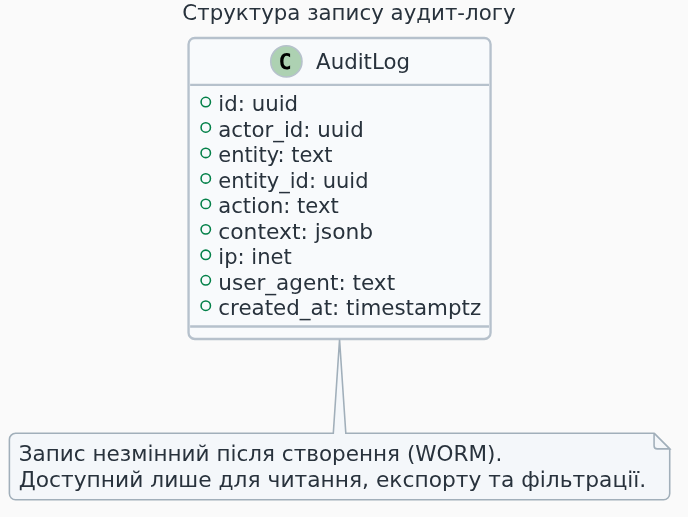 Структура запису аудит-логу
C AuditLog
id: uuid
actor_id: uuid
entity: text
entity_id: uuid
action: text
context: jsonb
ip: inet
user_agent: text
created_at: timestamptz
Запис незмінний після створення (WORM).
Доступний лише для читання, експорту та фільтрації.